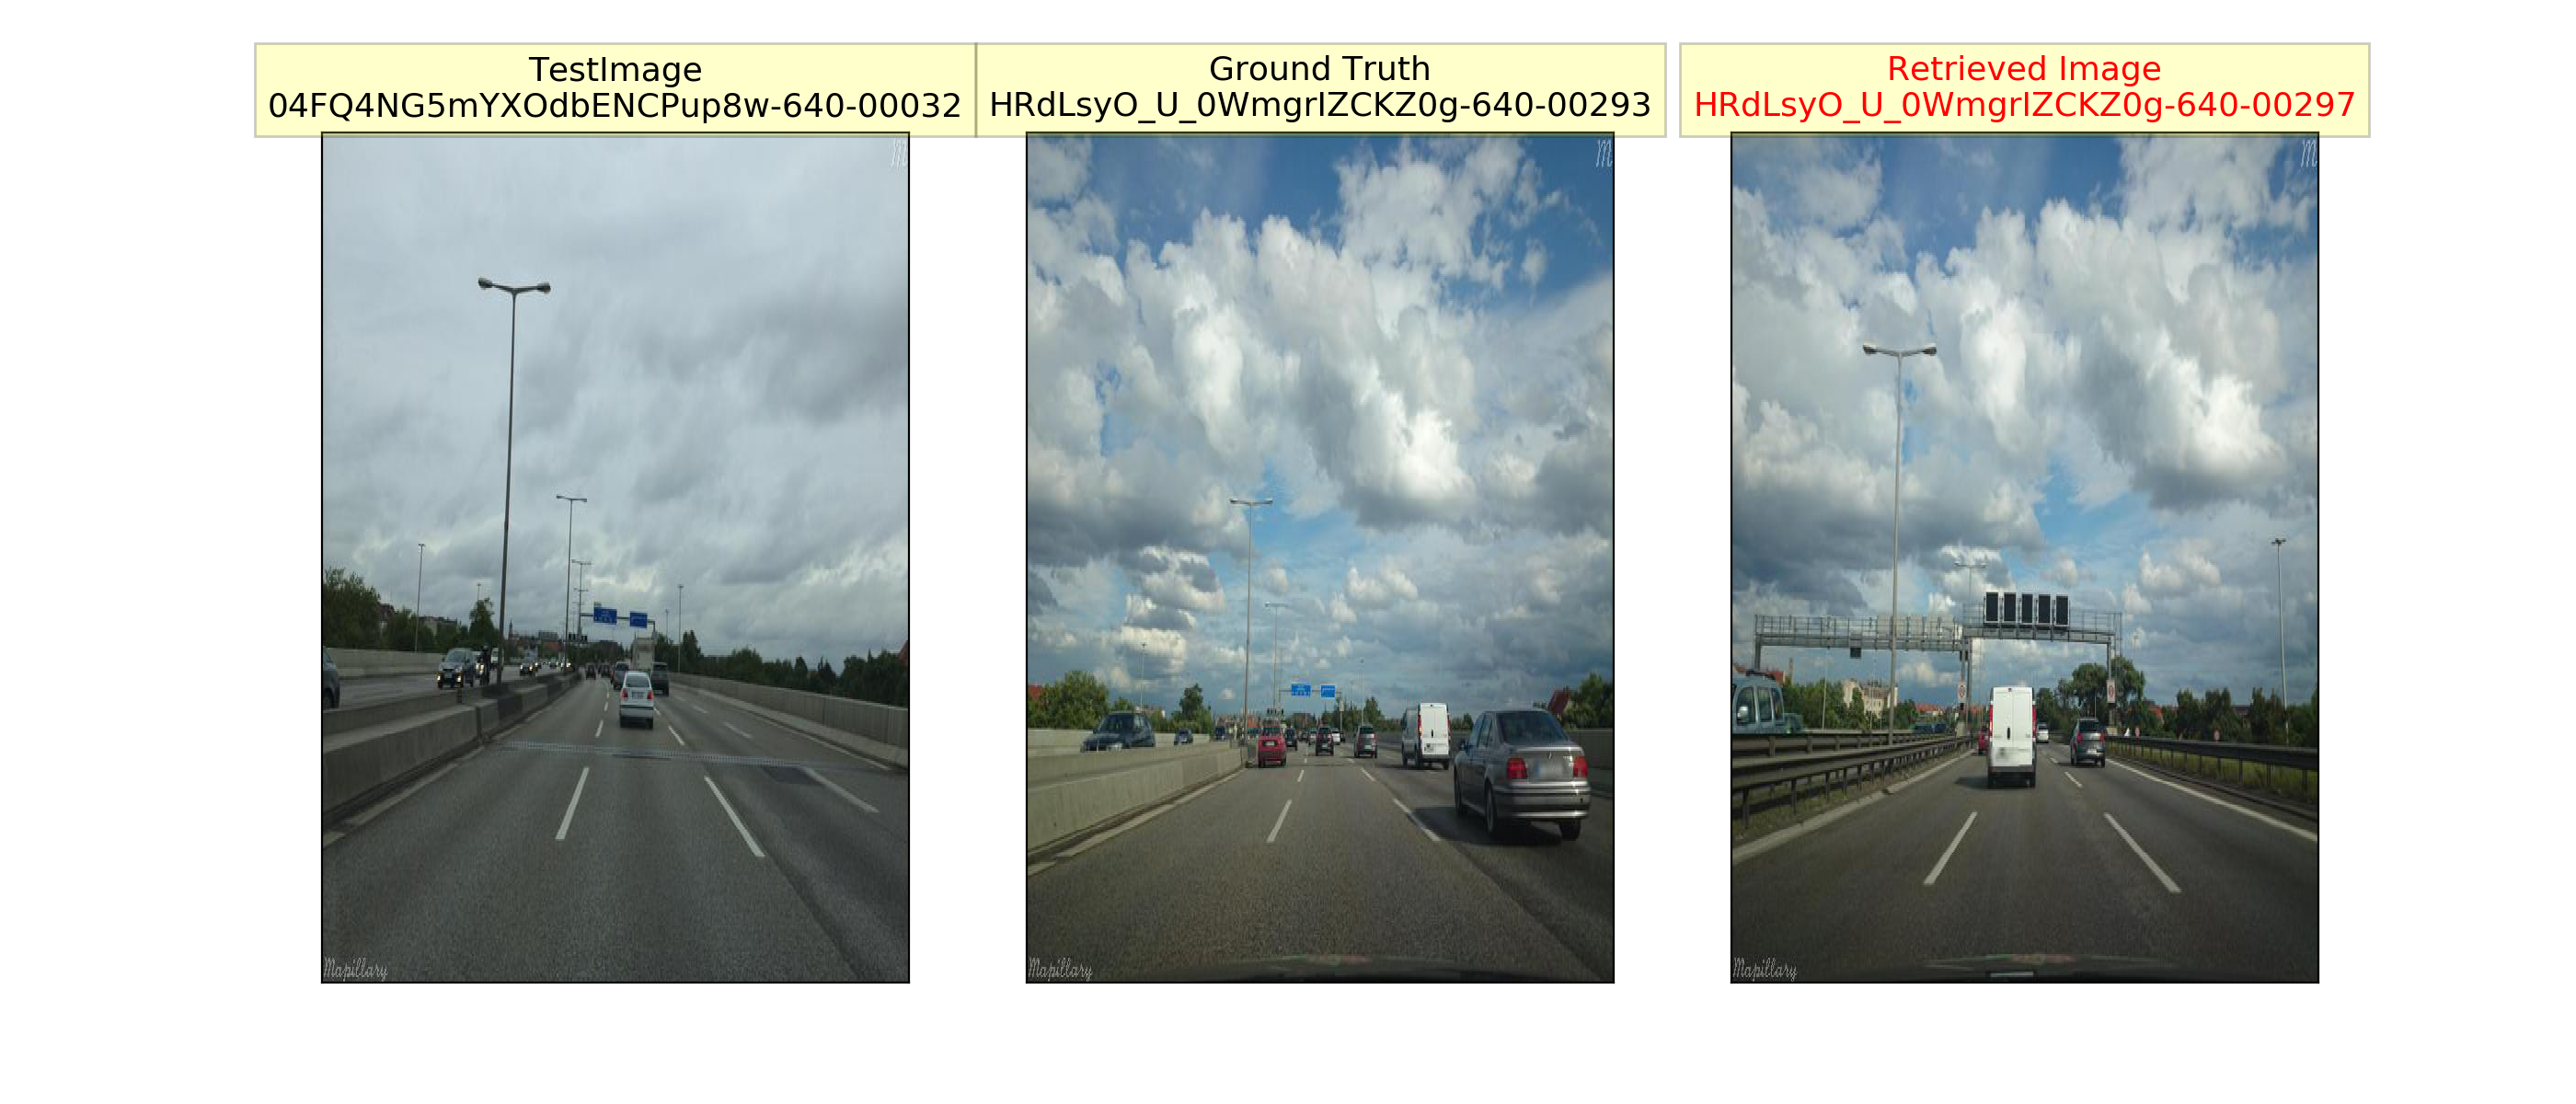 TestImage
04FQ4NG5mYXOdbENCPup8w-640-00032
Ground Truth
HRdLsyO_U_0WmgrIZCKZ0g-640-00293
Retrieved Image
HRdLsyO_U_0WmgrIZCKZ0g-640-00297
M
M
M
Mapillary
Mapillary
Mapillary